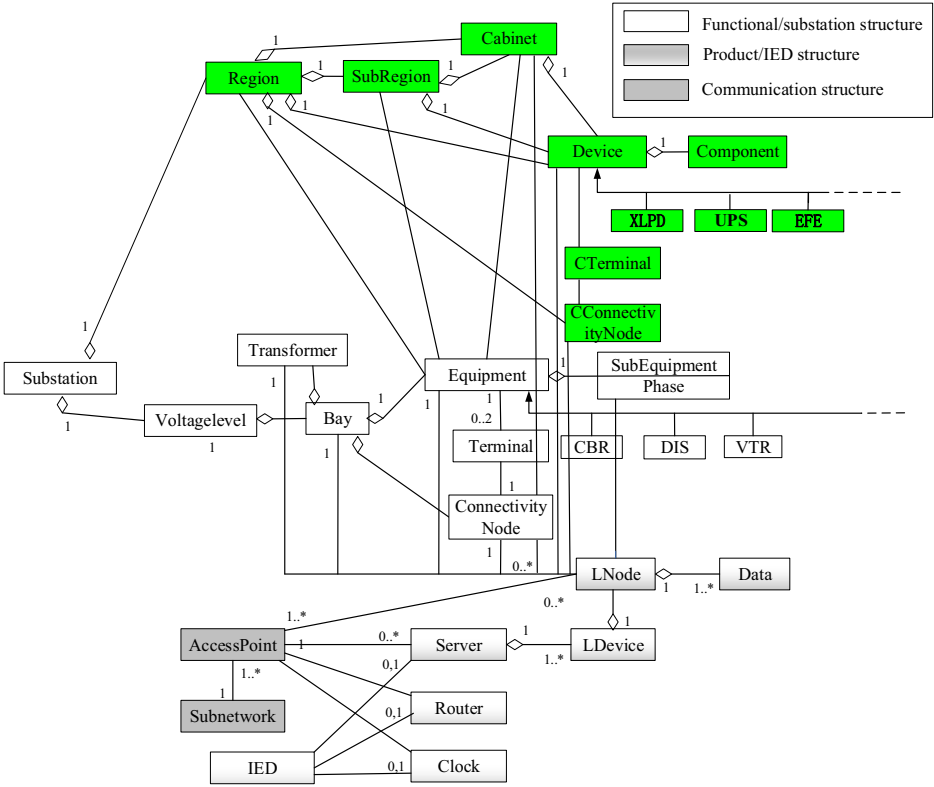 Functional/substation structure
Product/IED structure
Communication structure
Cabinet
1
Region
1
SubRegion
1
1
1
1
1
Device
1
Component
XLPD
UPS
EFE
CTerminal
CConnectiv
ityNode
1
Substation
1
Transformer
Voltagelevel
1
Bay
1
1
1
Equipment
1
1
1
0..2
SubEquipment
Phase
Terminal
CBR
DIS
VTR
1
Connectivity
Node
1
0..*
LNode
1
1..*
Data
0..*
1..*
AccessPoint
1
0..*
Server
1
1..*
LDevice
1
1..*
1
Subnetwork
0,1
Router
0,1
IED
0,1
Clock